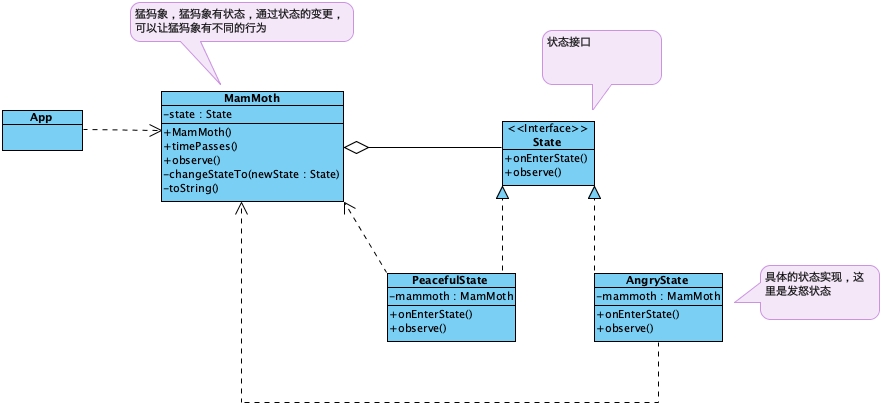 猛犸象，猛犸象有状态，通过状态的变更，
可以让猛犸象有不同的行为
状态接口
App
MamMoth
-state : State
+MamMoth()
+timePasses()
+observe()
-changeStateTo(newState : State)
-toString()
<<Interface>>
State
+onEnterState()
+observe()
PeacefulState
-mammoth : MamMoth
+onEnterState()
+observe()
AngryState
-mammoth : MamMoth
+onEnterState()
+observe()
具体的状态实现，这
里是发怒状态